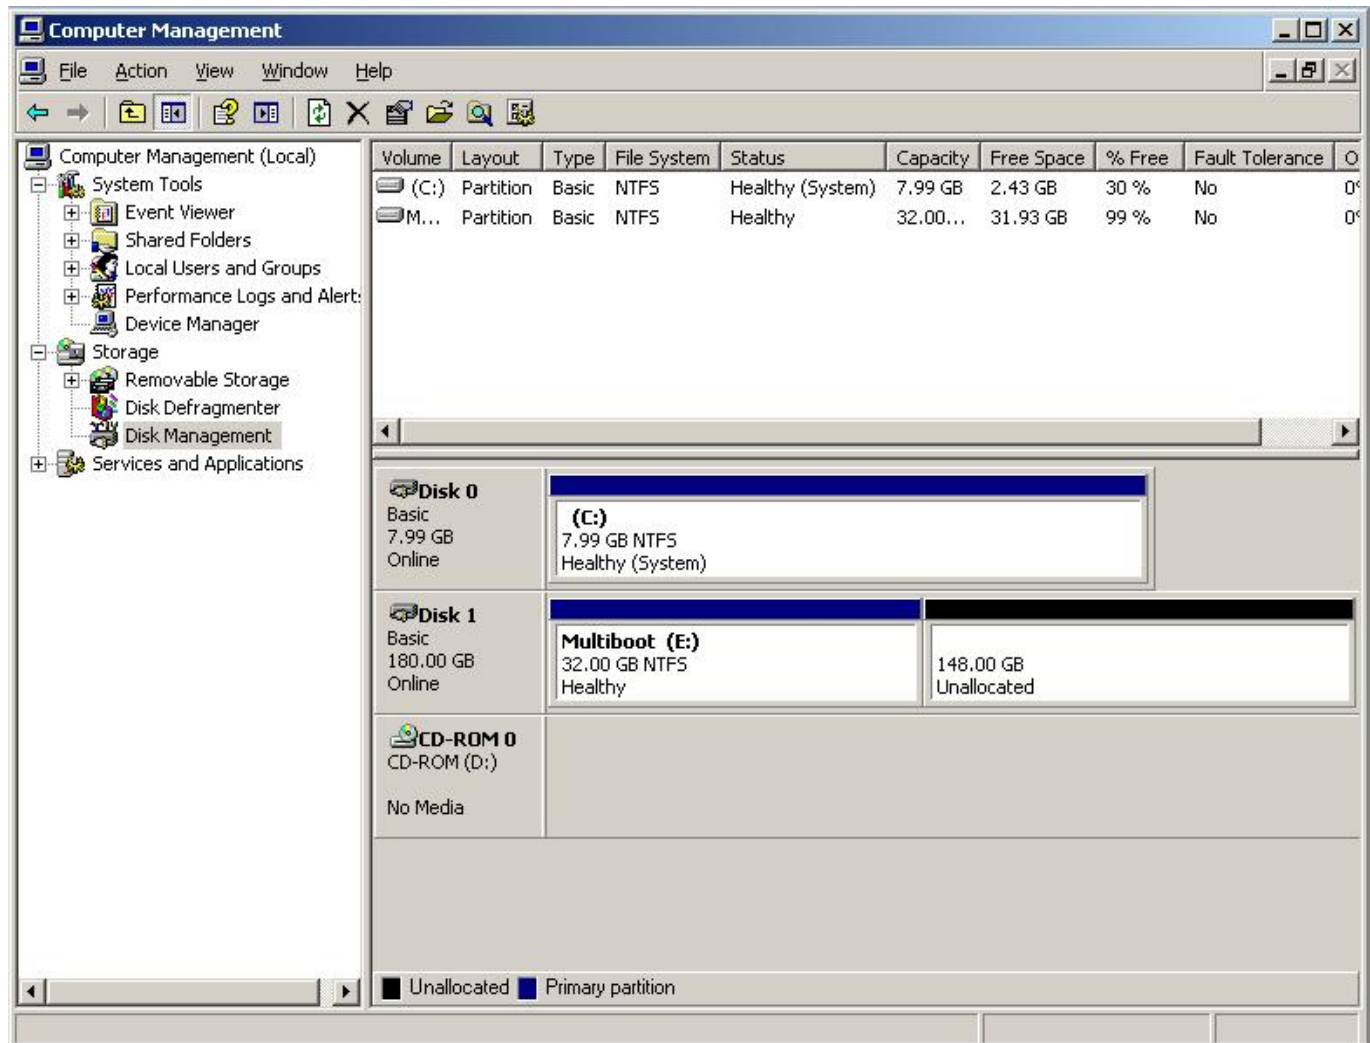 Computer Management
File Action View Window Help
Computer Management (Local)
System Tools
Event Viewer
Shared Folders
Local Users and Groups
Performance Logs and Alerts
Device Manager
Storage
Removable Storage
Disk Defragmenter
Disk Management
Services and Applications
Volume Layout Type File System Status Capacity Free Space % Free Fault Tolerance O
(C:) Partition Basic NTFS Healthy (System) 7.99 GB 2.43 GB 30 % No 0%
M... Partition Basic NTFS Healthy 32.00... 31.93 GB 99 % No 0%
Disk 0
Basic
7.99 GB
Online
(C:)
7.99 GB NTFS
Healthy (System)
Disk 1
Basic
180.00 GB
Online
Multiboot (E:)
32.00 GB NTFS
Healthy
148.00 GB
Unallocated
CD-ROM 0
CD-ROM (D:)
No Media
Unallocated Primary partition